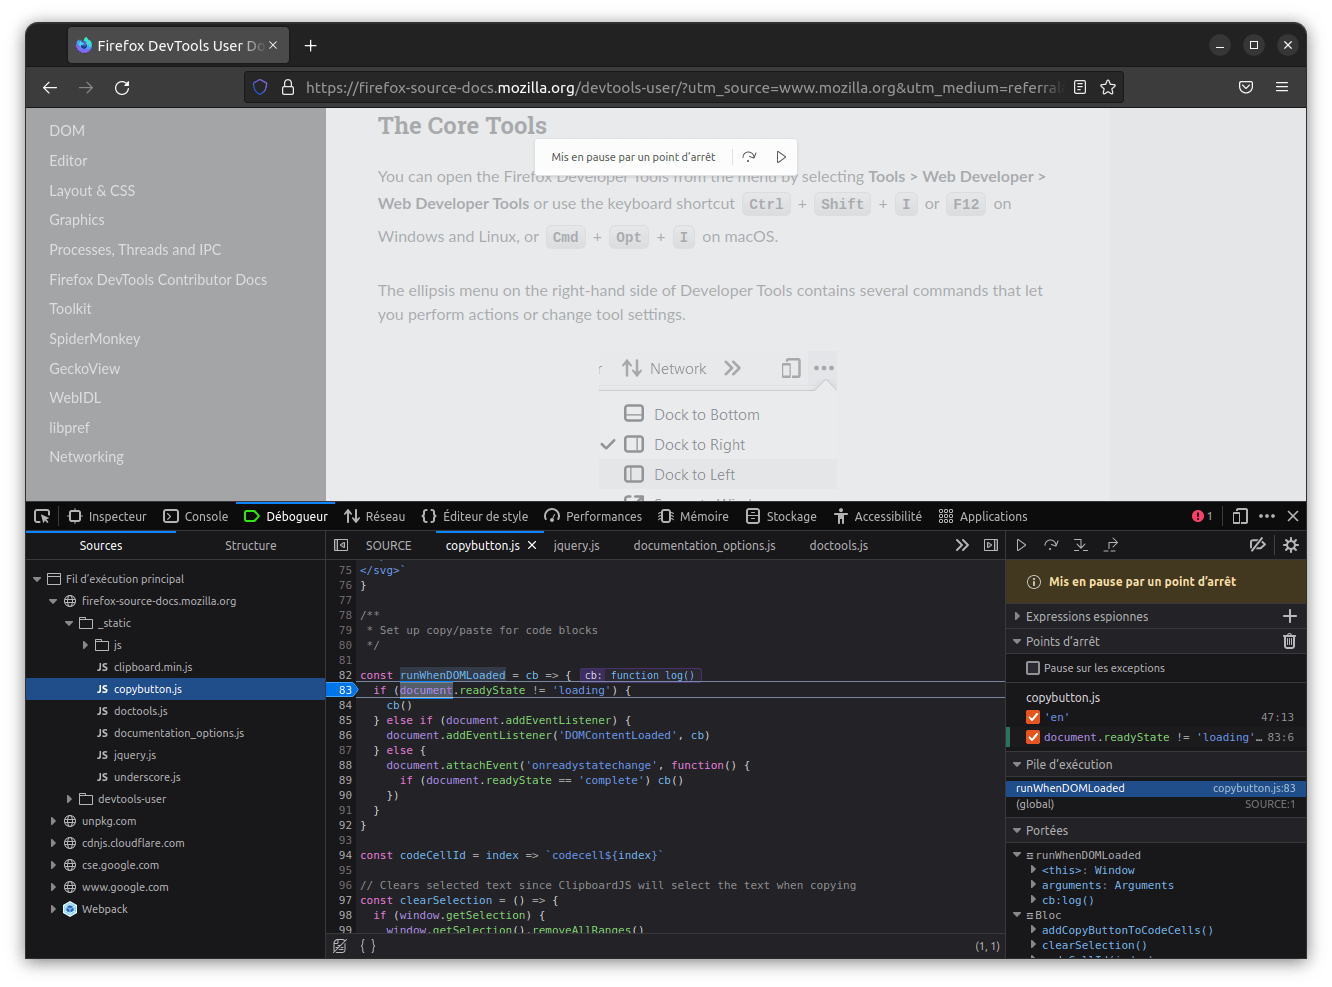 Firefox DevTools User Do
https://firefox-source-docs.mozilla.org/devtools-user/?utm_source=www.mozilla.org&utm_medium=referral
DOM
Editor
Layout & CSS
Graphics
Processes, Threads and IPC
Firefox DevTools Contributor Docs
Toolkit
SpiderMonkey
GeckoView
WebIDL
libpref
Networking
The Core Tools
Mis en pause par un point d'arrêt
You can open the Firefox Developer Tools from the menu by selecting Tools > Web Developer >
Web Developer Tools or use the keyboard shortcut Ctrl + Shift + I or F12 on
Windows and Linux, or Cmd + Opt + I on macOS.
The ellipsis menu on the right-hand side of Developer Tools contains several commands that let
you perform actions or change tool settings.
Network
Dock to Bottom
Dock to Right
Dock to Left
Inspecteur Console Débogueur Réseau {} Éditeur de style Performances Mémoire Stockage Accessibilité Applications 1
Sources Structure
Fil d'exécution principal
firefox-source-docs.mozilla.org
_static
js
JS clipboard.min.js
JS copybutton.js
JS doctools.js
JS documentation_options.js
JS jquery.js
JS underscore.js
devtools-user
unpkg.com
cdnjs.cloudflare.com
cse.google.com
www.google.com
Webpack
SOURCE copybutton.js jquery.js documentation_options.js doctools.js
75 </svg>`
76 }
77
78 /**
79 * Set up copy/paste for code blocks
80 */
81
82 const runWhenDOMLoaded = cb => { cb: function log()
83 if (document.readyState != 'loading') {
84 cb()
85 } else if (document.addEventListener) {
86 document.addEventListener('DOMContentLoaded', cb)
87 } else {
88 document.attachEvent('onreadystatechange', function() {
89 if (document.readyState == 'complete') cb()
90 })
91 }
92 }
93
94 const codeCellId = index => `codecell${index}`
95
96 // Clears selected text since ClipboardJS will select the text when copying
97 const clearSelection = () => {
98 if (window.getSelection) {
99 window.getSelection().removeAllRanges()
{ } (1, 1)
Mis en pause par un point d'arrêt
Expressions espionnes
Points d'arrêt
Pause sur les exceptions
copybutton.js
'en' 47:13
document.readyState != 'loading'… 83:6
Pile d'exécution
runWhenDOMLoaded copybutton.js:83
(global) SOURCE:1
Portées
runWhenDOMLoaded
<this>: Window
arguments: Arguments
cb:log()
Bloc
addCopyButtonToCodeCells()
clearSelection()